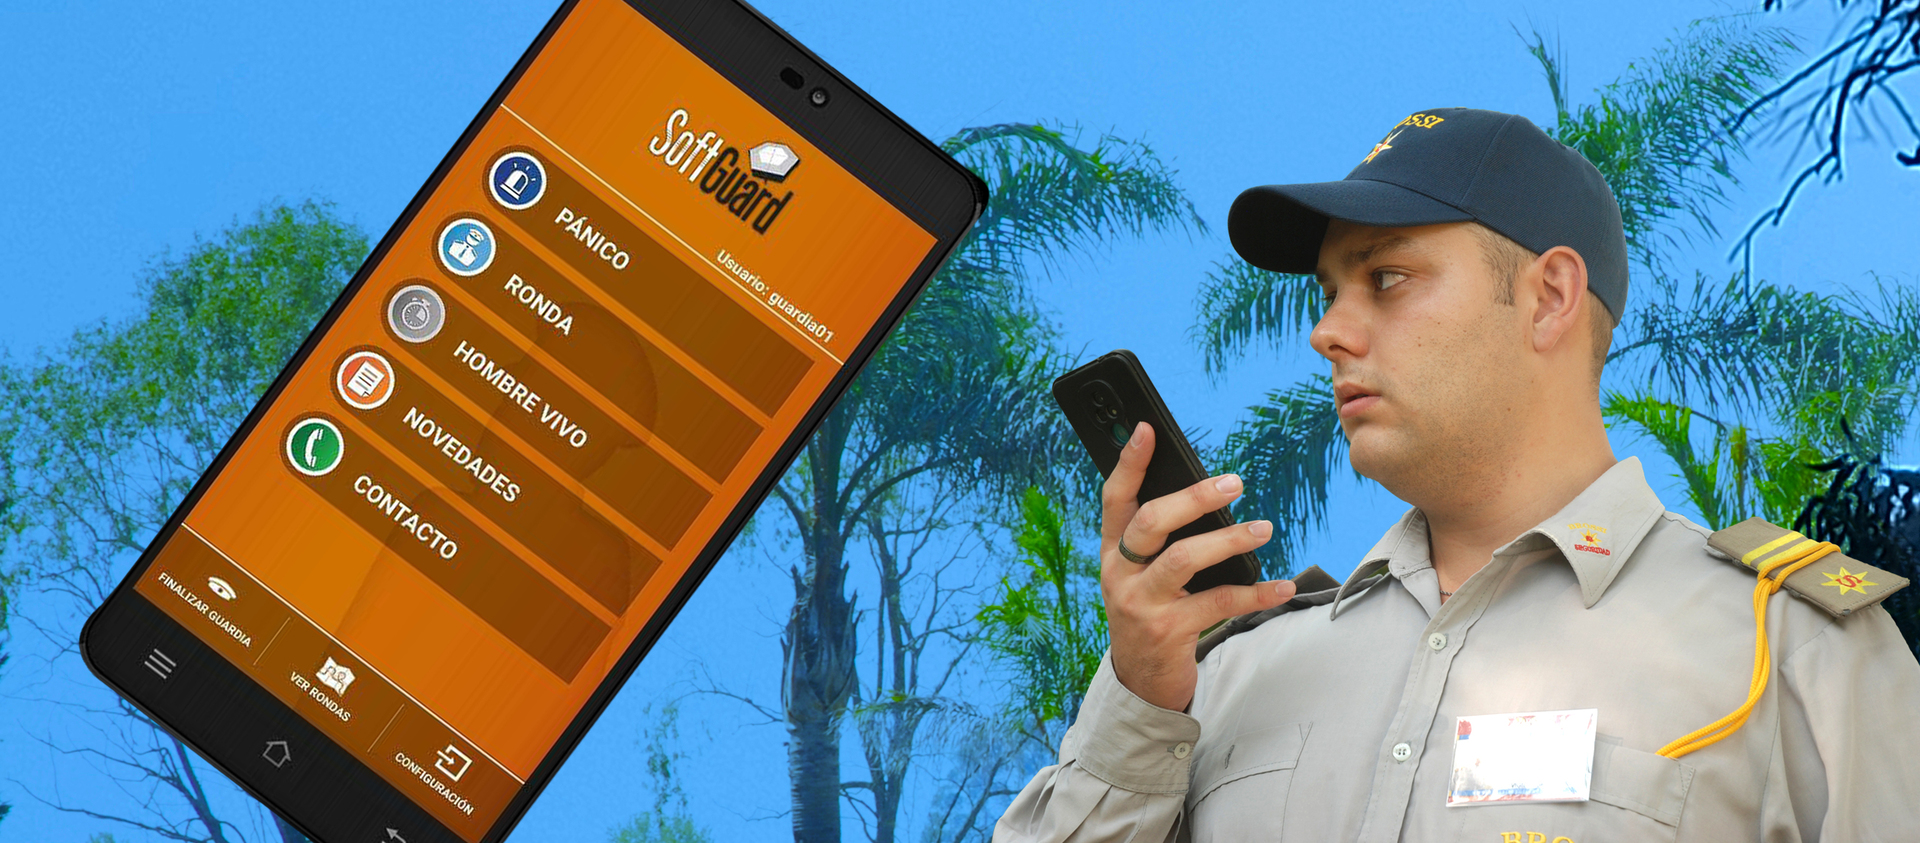 SoftGuard
Usuario: guardia01
PÁNICO
RONDA
HOMBRE VIVO
NOVEDADES
CONTACTO
FINALIZAR GUARDIA
VER RONDAS
CONFIGURACIÓN